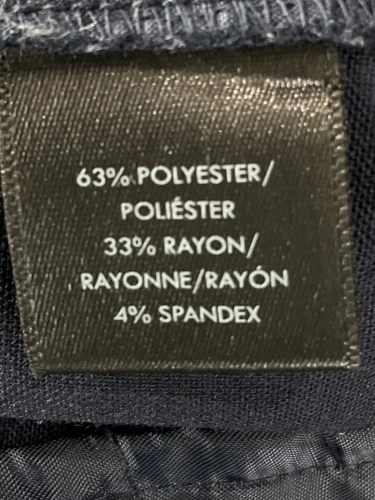 63% POLYESTER/
POLIÉSTER
33% RAYON/
RAYONNE/RAYÓN
4% SPANDEX